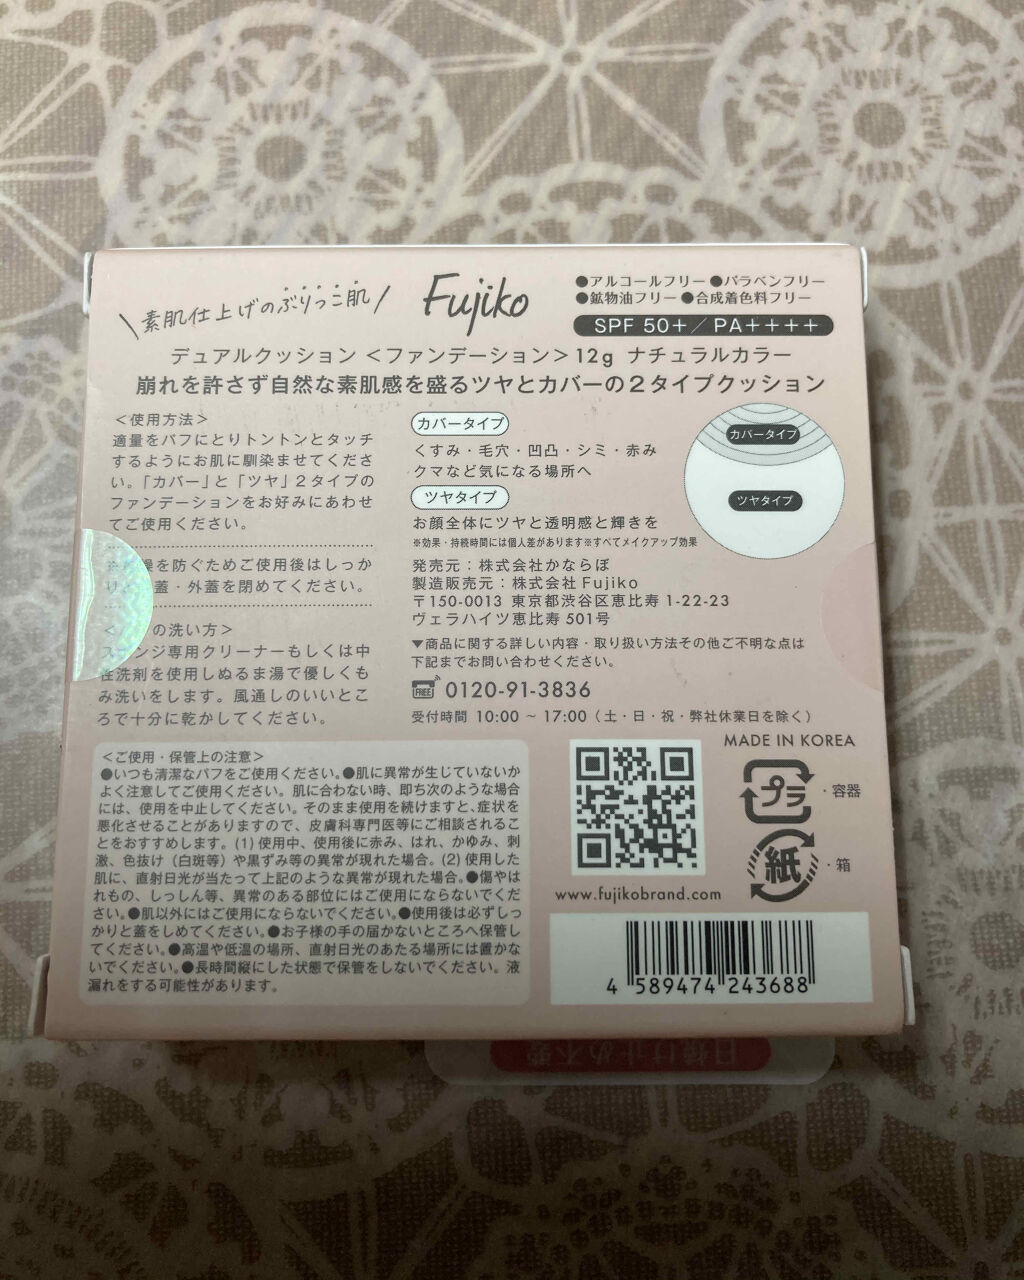 素肌仕上げのぶりっこ肌
Fujiko
●アルコールフリー ●パラベンフリー
●鉱物油フリー ●合成着色料フリー
SPF 50+／PA++++
デュアルクッション＜ファンデーション＞12g ナチュラルカラー
崩れを許さず自然な素肌感を盛るツヤとカバーの2タイプクッション
＜使用方法＞
適量をパフにとりトントンとタッチ
するようにお肌に馴染ませてくださ
い。「カバー」と「ツヤ」2タイプの
ファンデーションをお好みにあわせ
てご使用ください。
を防ぐためご使用後はしっか
蓋・外蓋を閉めてください。
の洗い方＞
ンジ専用クリーナーもしくは中
性洗剤を使用しぬるま湯で優しくも
み洗いをします。風通しのいいとこ
ろで十分に乾かしてください。
カバータイプ
くすみ・毛穴・凹凸・シミ・赤み
クマなど気になる場所へ
ツヤタイプ
お顔全体にツヤと透明感と輝きを
※効果・持続時間には個人差があります※すべてメイクアップ効果
カバータイプ
ツヤタイプ
発売元：株式会社かならぼ
製造販売元：株式会社Fujiko
〒150-0013 東京都渋谷区恵比寿 1-22-23
ヴェラハイツ恵比寿 501号
▼商品に関する詳しい内容・取り扱い方法その他ご不明な点は
下記までお問い合わせください。
FREE 0120-91-3836
受付時間 10:00 ~ 17:00（土・日・祝・弊社休業日を除く）
＜ご使用・保管上の注意＞
●いつも清潔なパフをご使用ください。●肌に異常が生じていないか
よく注意してご使用ください。肌に合わない時、即ち次のような場合
には、使用を中止してください。そのまま使用を続けますと、症状を
悪化させることがありますので、皮膚科専門医等にご相談されるこ
とをおすすめします。(1) 使用中、使用後に赤み、はれ、かゆみ、刺
激、色抜け（白斑等）や黒ずみ等の異常が現れた場合。(2) 使用した
肌に、直射日光が当たって上記のような異常が現れた場合。●傷やは
れもの、しっしん等、異常のある部位にはご使用にならないでくだ
さい。●肌以外にはご使用にならないでください。●使用後は必ずしっ
かりと蓋をしめてください。●お子様の手の届かないところへ保管し
てください。●高温や低温の場所、直射日光のあたる場所には置かな
いでください。●長時間縦にした状態で保管をしないでください。液
漏れをする可能性があります。
MADE IN KOREA
プラ ・容器
紙 ・箱
www.fujikobrand.com
4 589474 243688